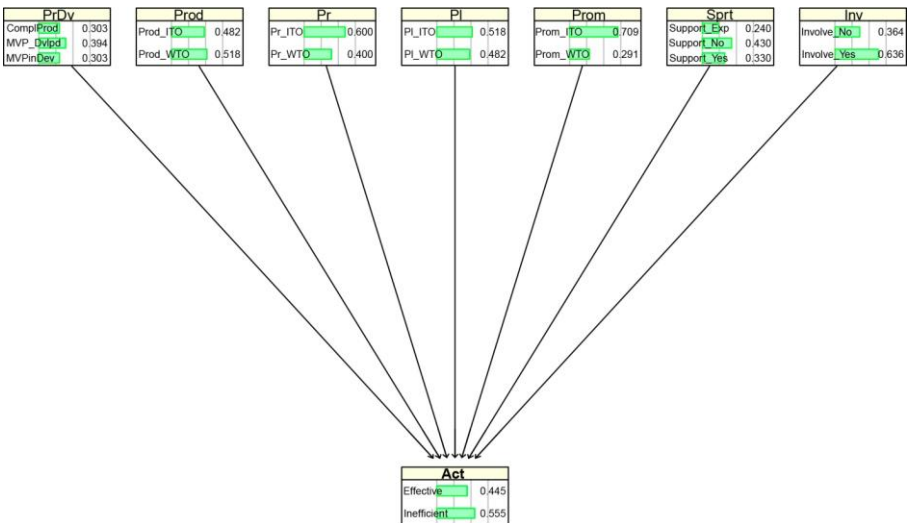 PrDv
ComplProd 0.303
MVP_Dvlpd 0.394
MVPinDev 0.303
Prod
Prod_ITO 0.482
Prod_WTO 0.518
Pr
Pr_ITO 0.600
Pr_WTO 0.400
Pl
Pl_ITO 0.518
Pl_WTO 0.482
Prom
Prom_ITO 0.709
Prom_WTO 0.291
Sprt
Support_Exp 0.240
Support_No 0.430
Support_Yes 0.330
Inv
Involve_No 0.364
Involve_Yes 0.636
Act
Effective 0.445
Inefficient 0.555